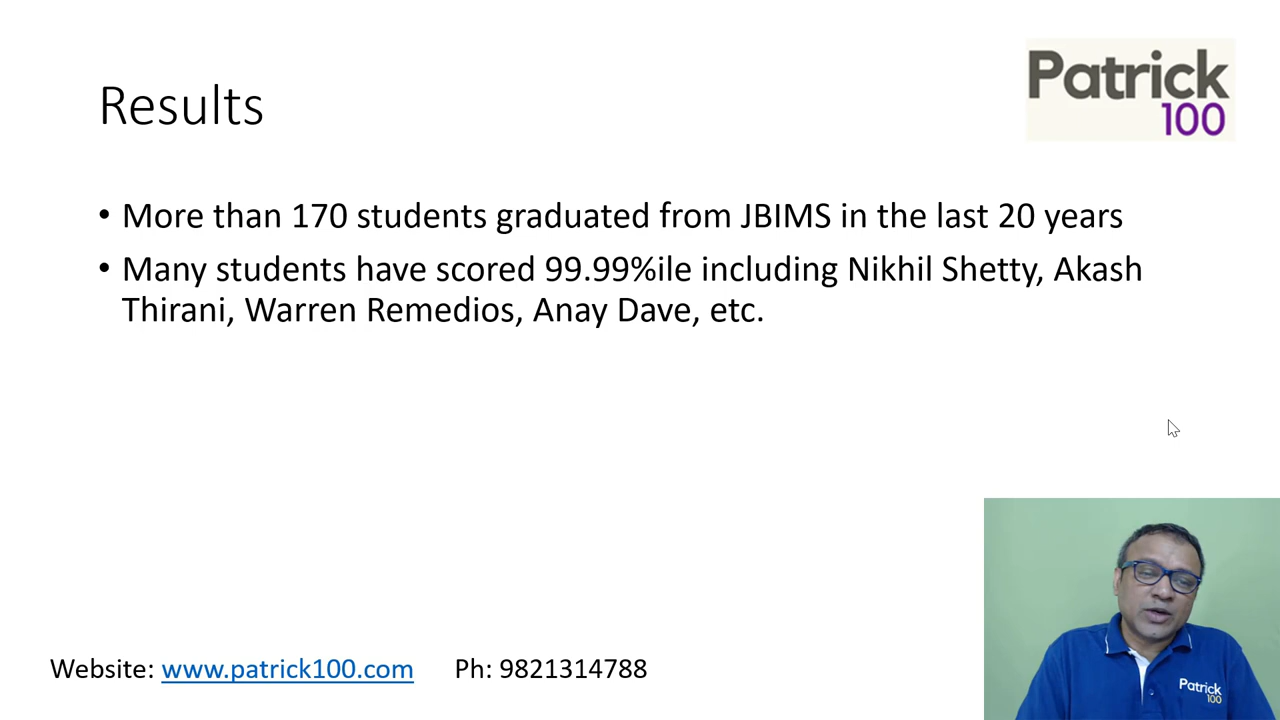 Patrick
100
Results
• More than 170 students graduated from JBIMS in the last 20 years
• Many students have scored 99.99%ile including Nikhil Shetty, Akash
Thirani, Warren Remedios, Anay Dave, etc.
Website: www.patrick100.com Ph: 9821314788
Patrick
100